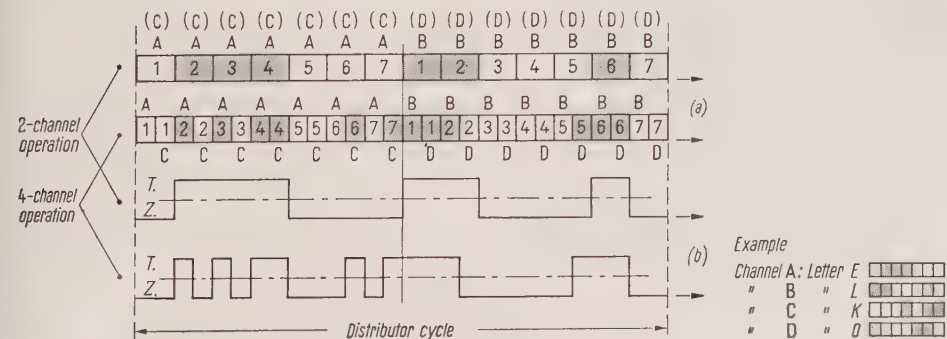 (C) (C) (C) (C) (C) (C) (C) (D) (D) (D) (D) (D) (D) (D)
A A A A A A A B B B B B B B
1 2 3 4 5 6 7 1 2 3 4 5 6 7
A A A A A A A B B B B B B B
(a)
1 1 2 2 3 3 4 4 5 5 6 6 7 7 1 1 2 2 3 3 4 4 5 5 6 6 7 7
C C C C C C C D D D D D D D
2-channel
operation
4-channel
operation
T.
Z.
T.
Z.
(b)
Distributor cycle
Example
Channel A: Letter E
" B " L
" C " K
" D " O